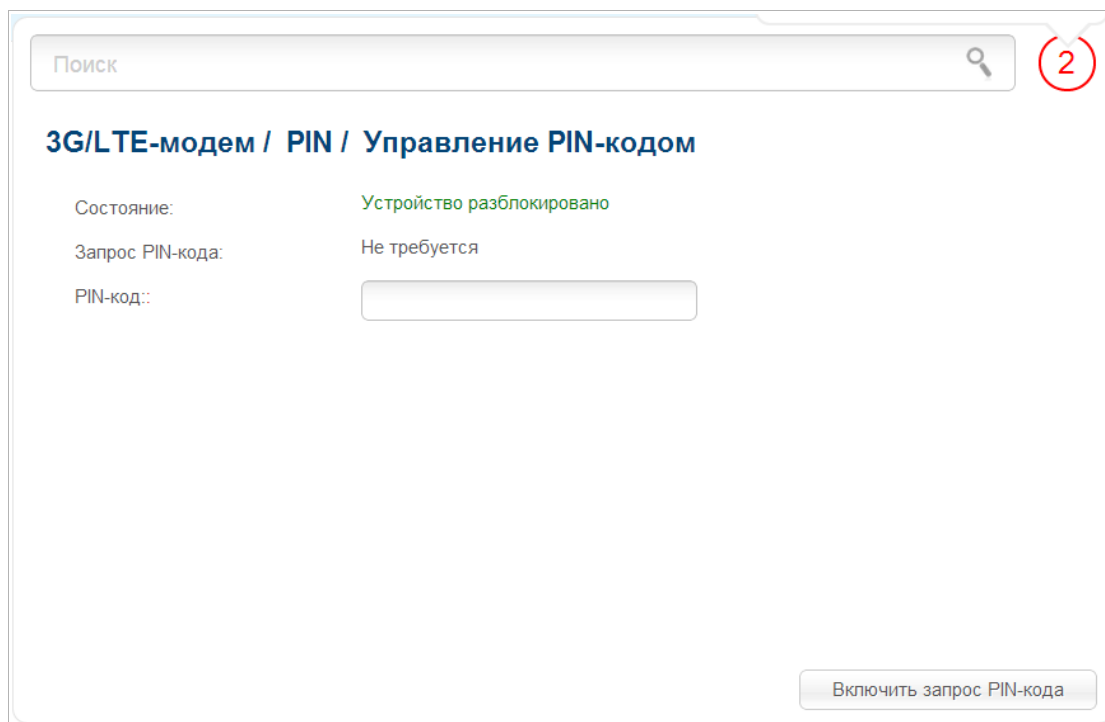 Поиск
2
3G/LTE-модем / PIN / Управление PIN-кодом
Состояние: Устройство разблокировано
Запрос PIN-кода: Не требуется
PIN-код::
Включить запрос PIN-кода